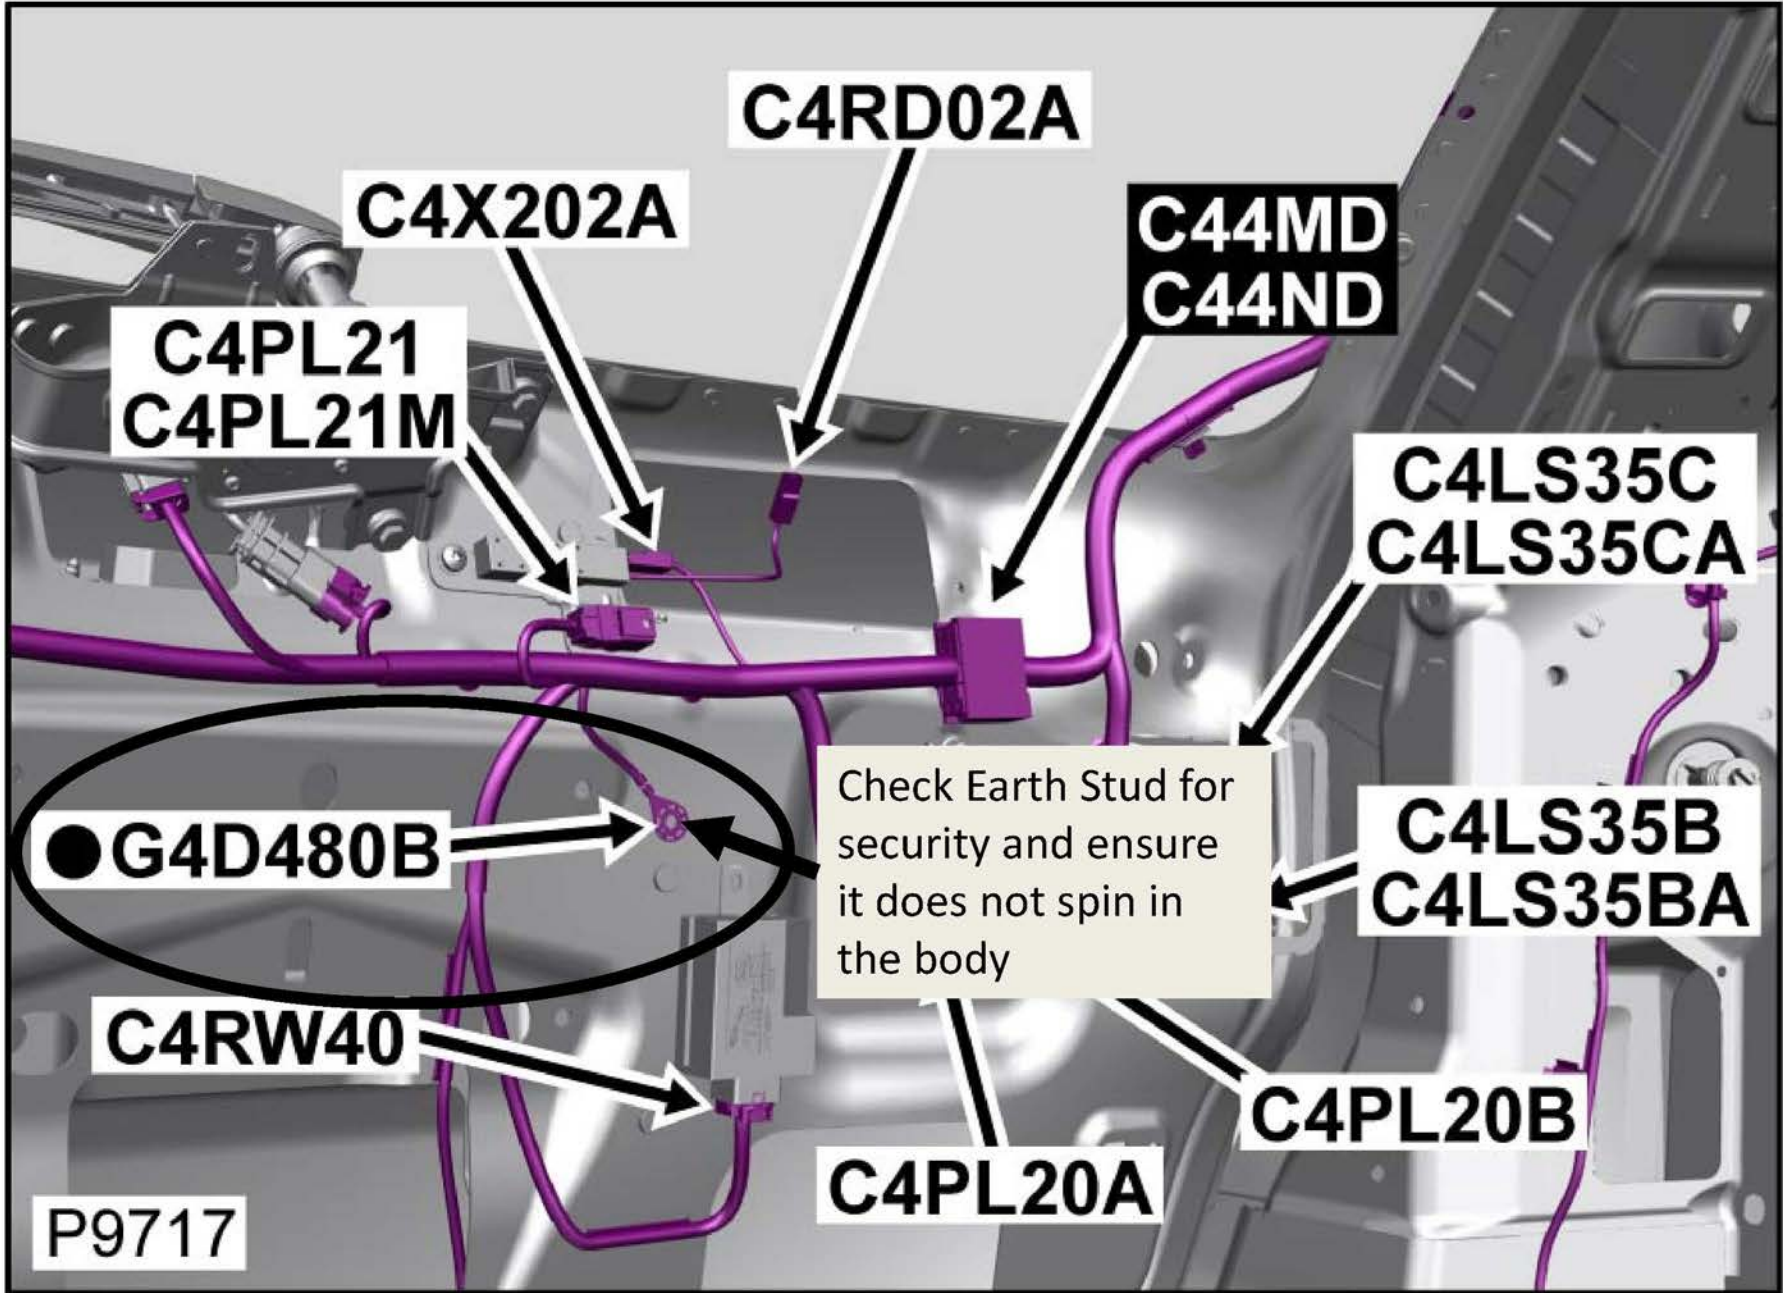 C4RD02A
C4X202A
C44MD
C44ND
C4PL21
C4PL21M
C4LS35C
C4LS35CA
Check Earth Stud for
security and ensure
it does not spin in
the body
G4D480B
C4LS35B
C4LS35BA
C4RW40
C4PL20B
C4PL20A
P9717